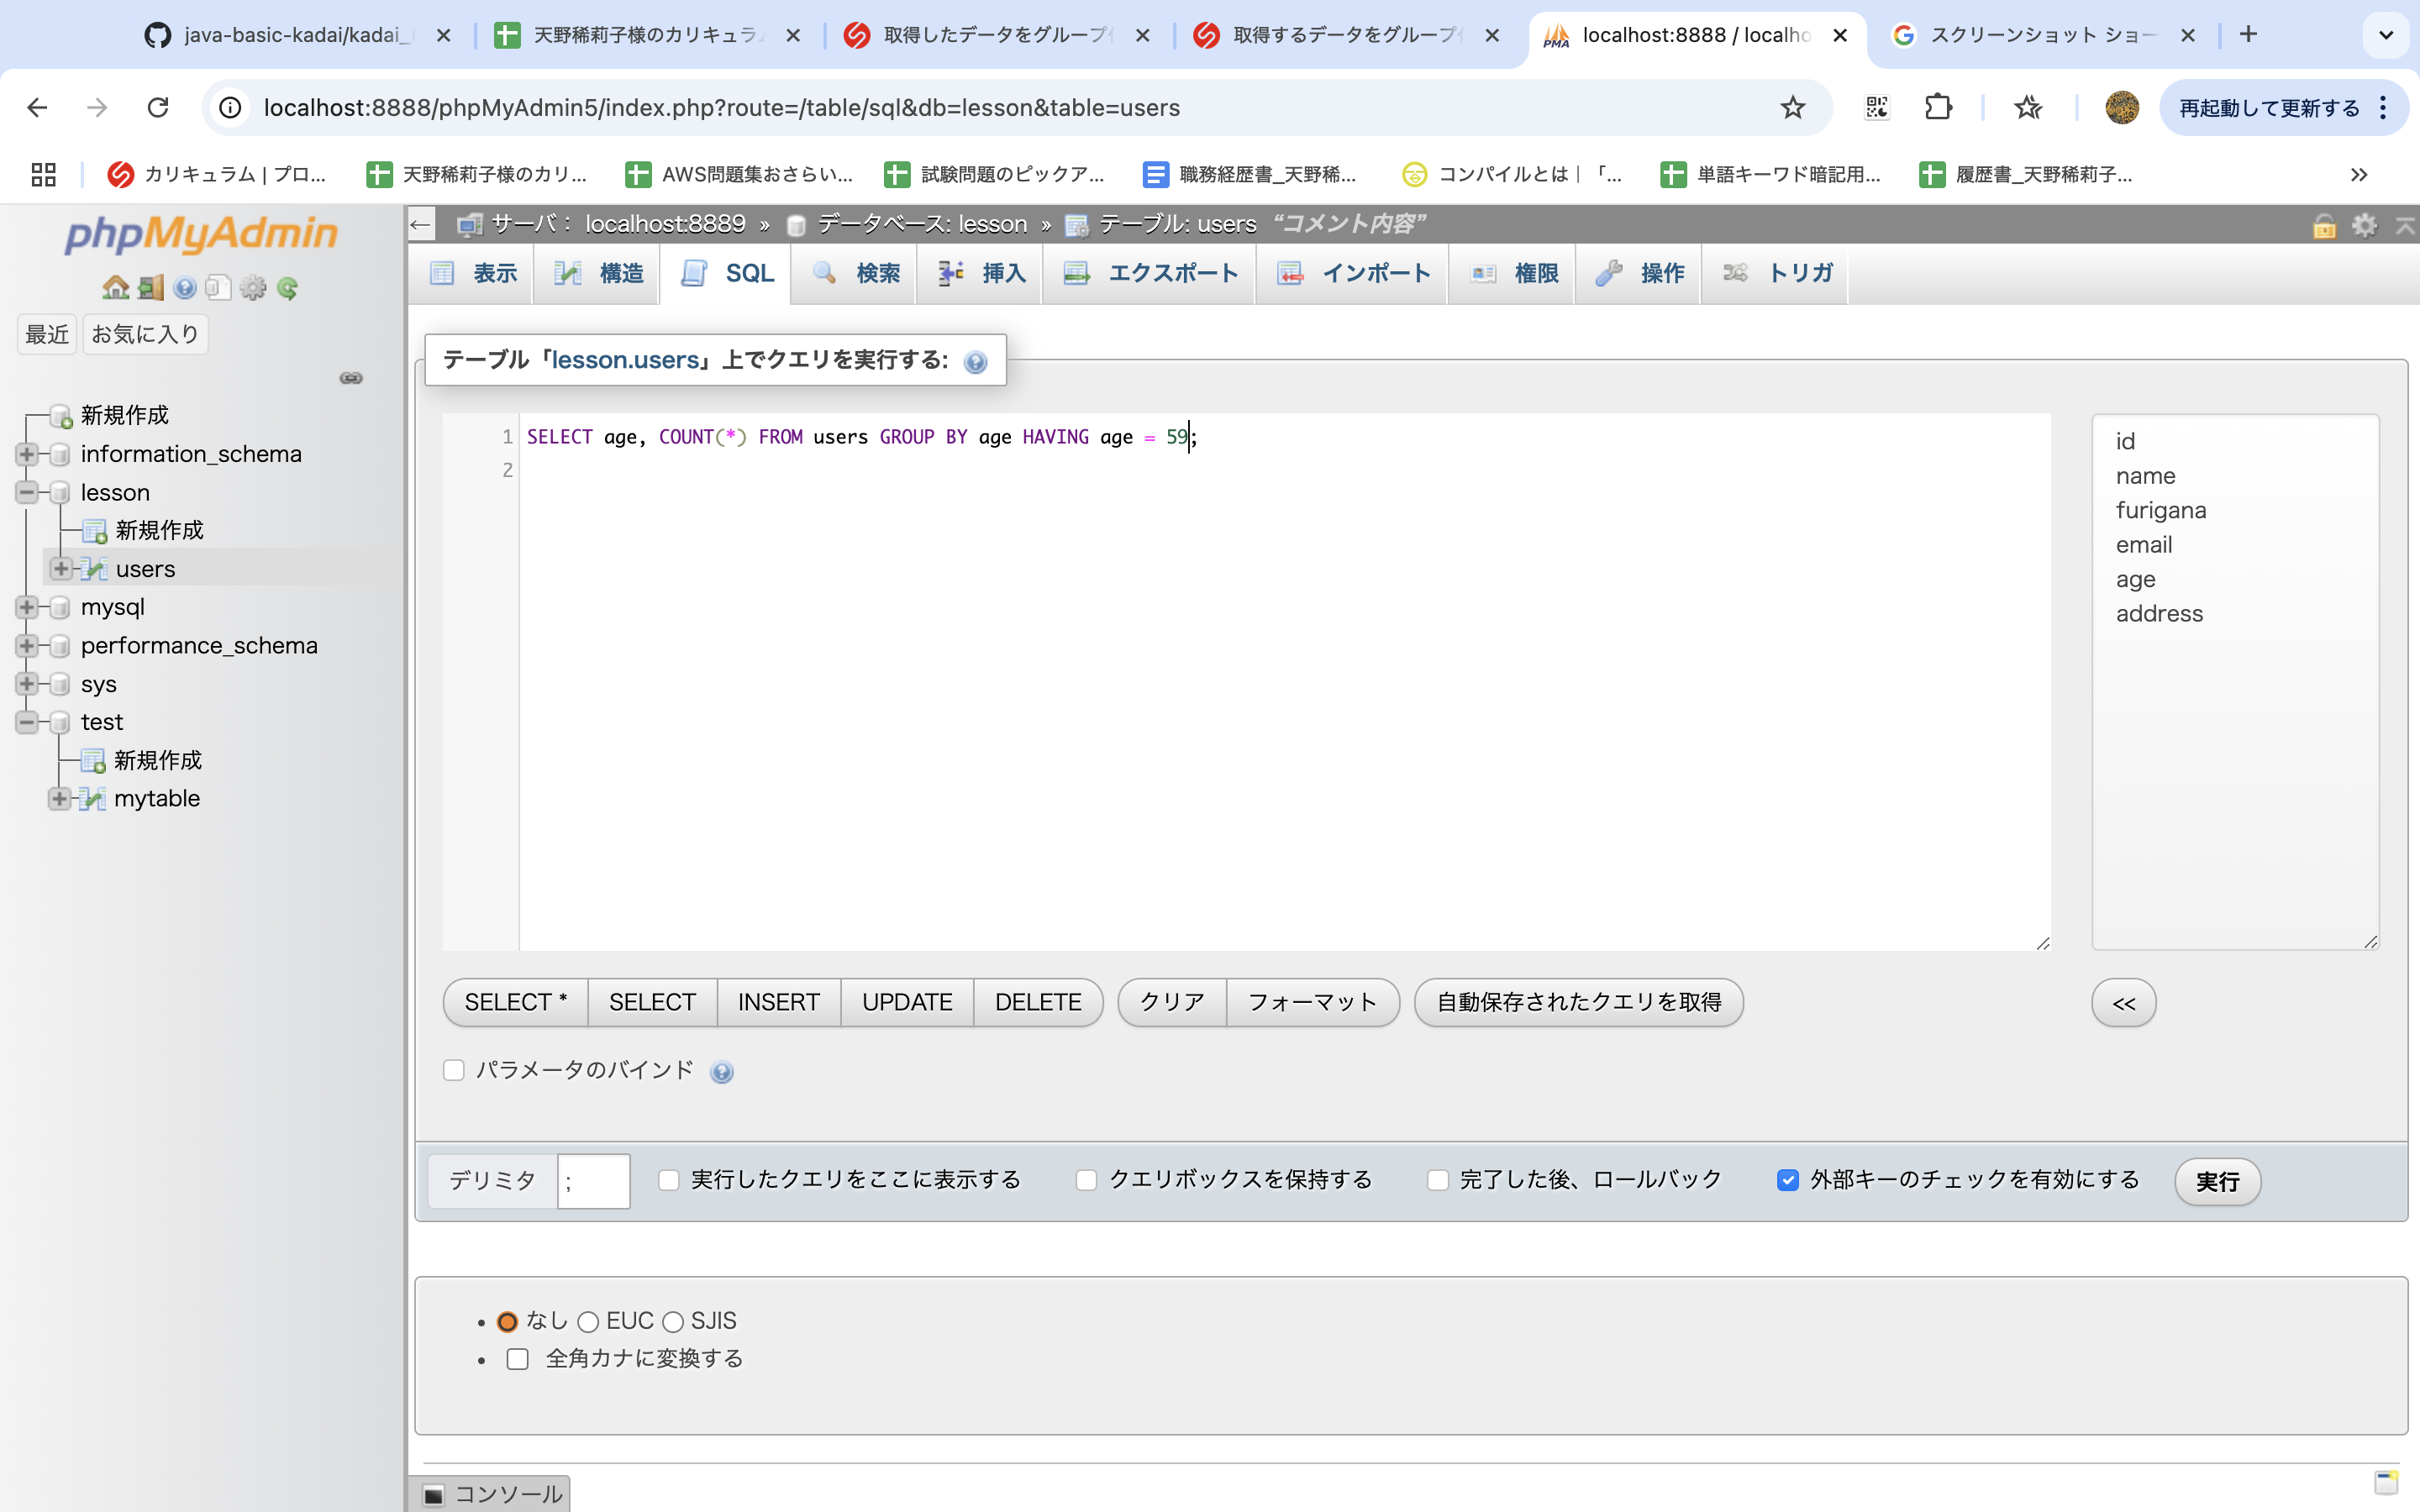 java-basic-kadai/kadai_
天野稀莉子様のカリキュラ
取得したデータをグループ
取得するデータをグループ
PMA
localhost:8888 / localho
スクリーンショット ショー
localhost:8888/phpMyAdmin5/index.php?route=/table/sql&db=lesson&table=users
再起動して更新する
カリキュラム | プロ...
天野稀莉子様のカリ...
AWS問題集おさらい...
試験問題のピックア...
職務経歴書_天野稀...
コンパイルとは｜「...
単語キーワード暗記用...
履歴書_天野稀莉子...
phpMyAdmin
最近
お気に入り
新規作成
information_schema
lesson
新規作成
users
mysql
performance_schema
sys
test
新規作成
mytable
サーバ： localhost:8889 » データベース: lesson » テーブル: users “コメント内容”
表示
構造
SQL
検索
挿入
エクスポート
インポート
権限
操作
トリガ
テーブル「lesson.users」上でクエリを実行する:
1 SELECT age, COUNT(*) FROM users GROUP BY age HAVING age = 59;
2
id
name
furigana
email
age
address
SELECT *
SELECT
INSERT
UPDATE
DELETE
クリア
フォーマット
自動保存されたクエリを取得
<<
パラメータのバインド
デリミタ ;
実行したクエリをここに表示する
クエリボックスを保持する
完了した後、ロールバック
外部キーのチェックを有効にする
実行
なし EUC SJIS
全角カナに変換する
コンソール